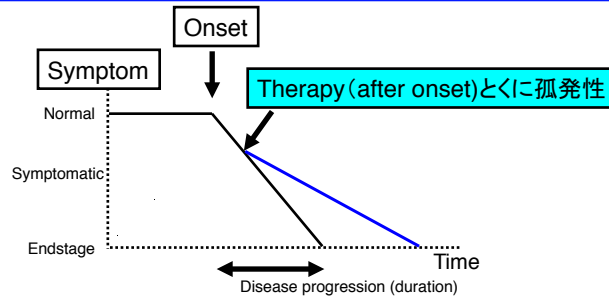 Onset
Symptom
Therapy（after onset)とくに孤発性
Normal
Symptomatic
Endstage
Time
Disease progression (duration)